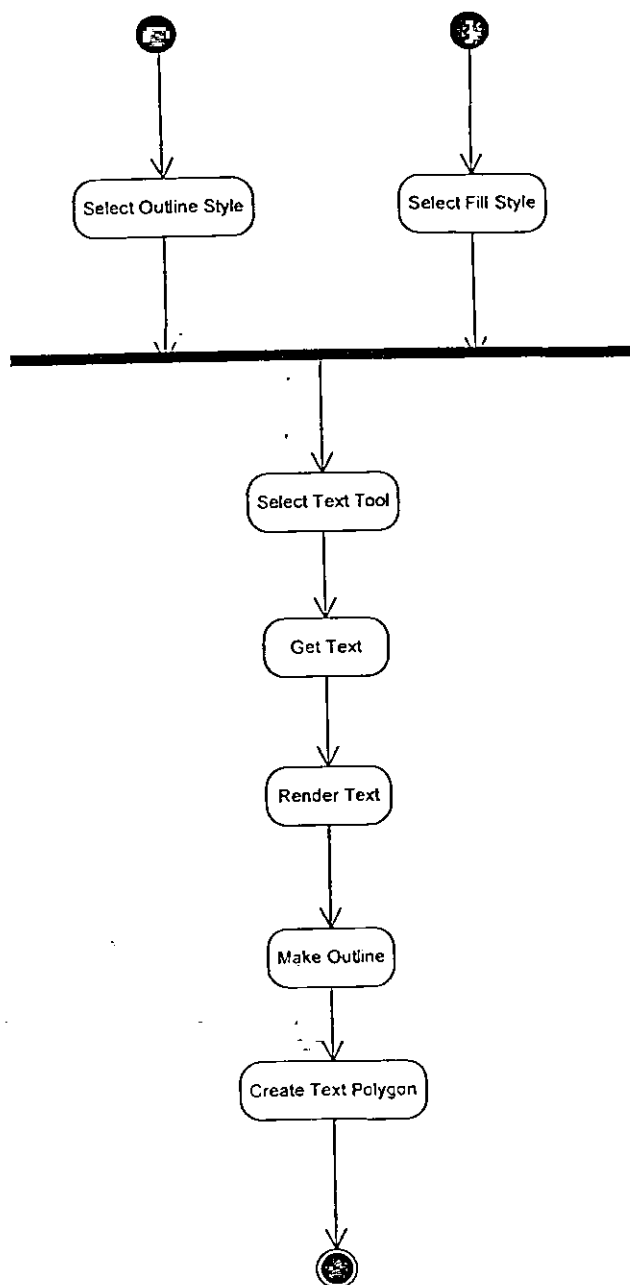 Select Outline Style
Select Fill Style
Select Text Tool
Get Text
Render Text
Make Outline
Create Text Polygon